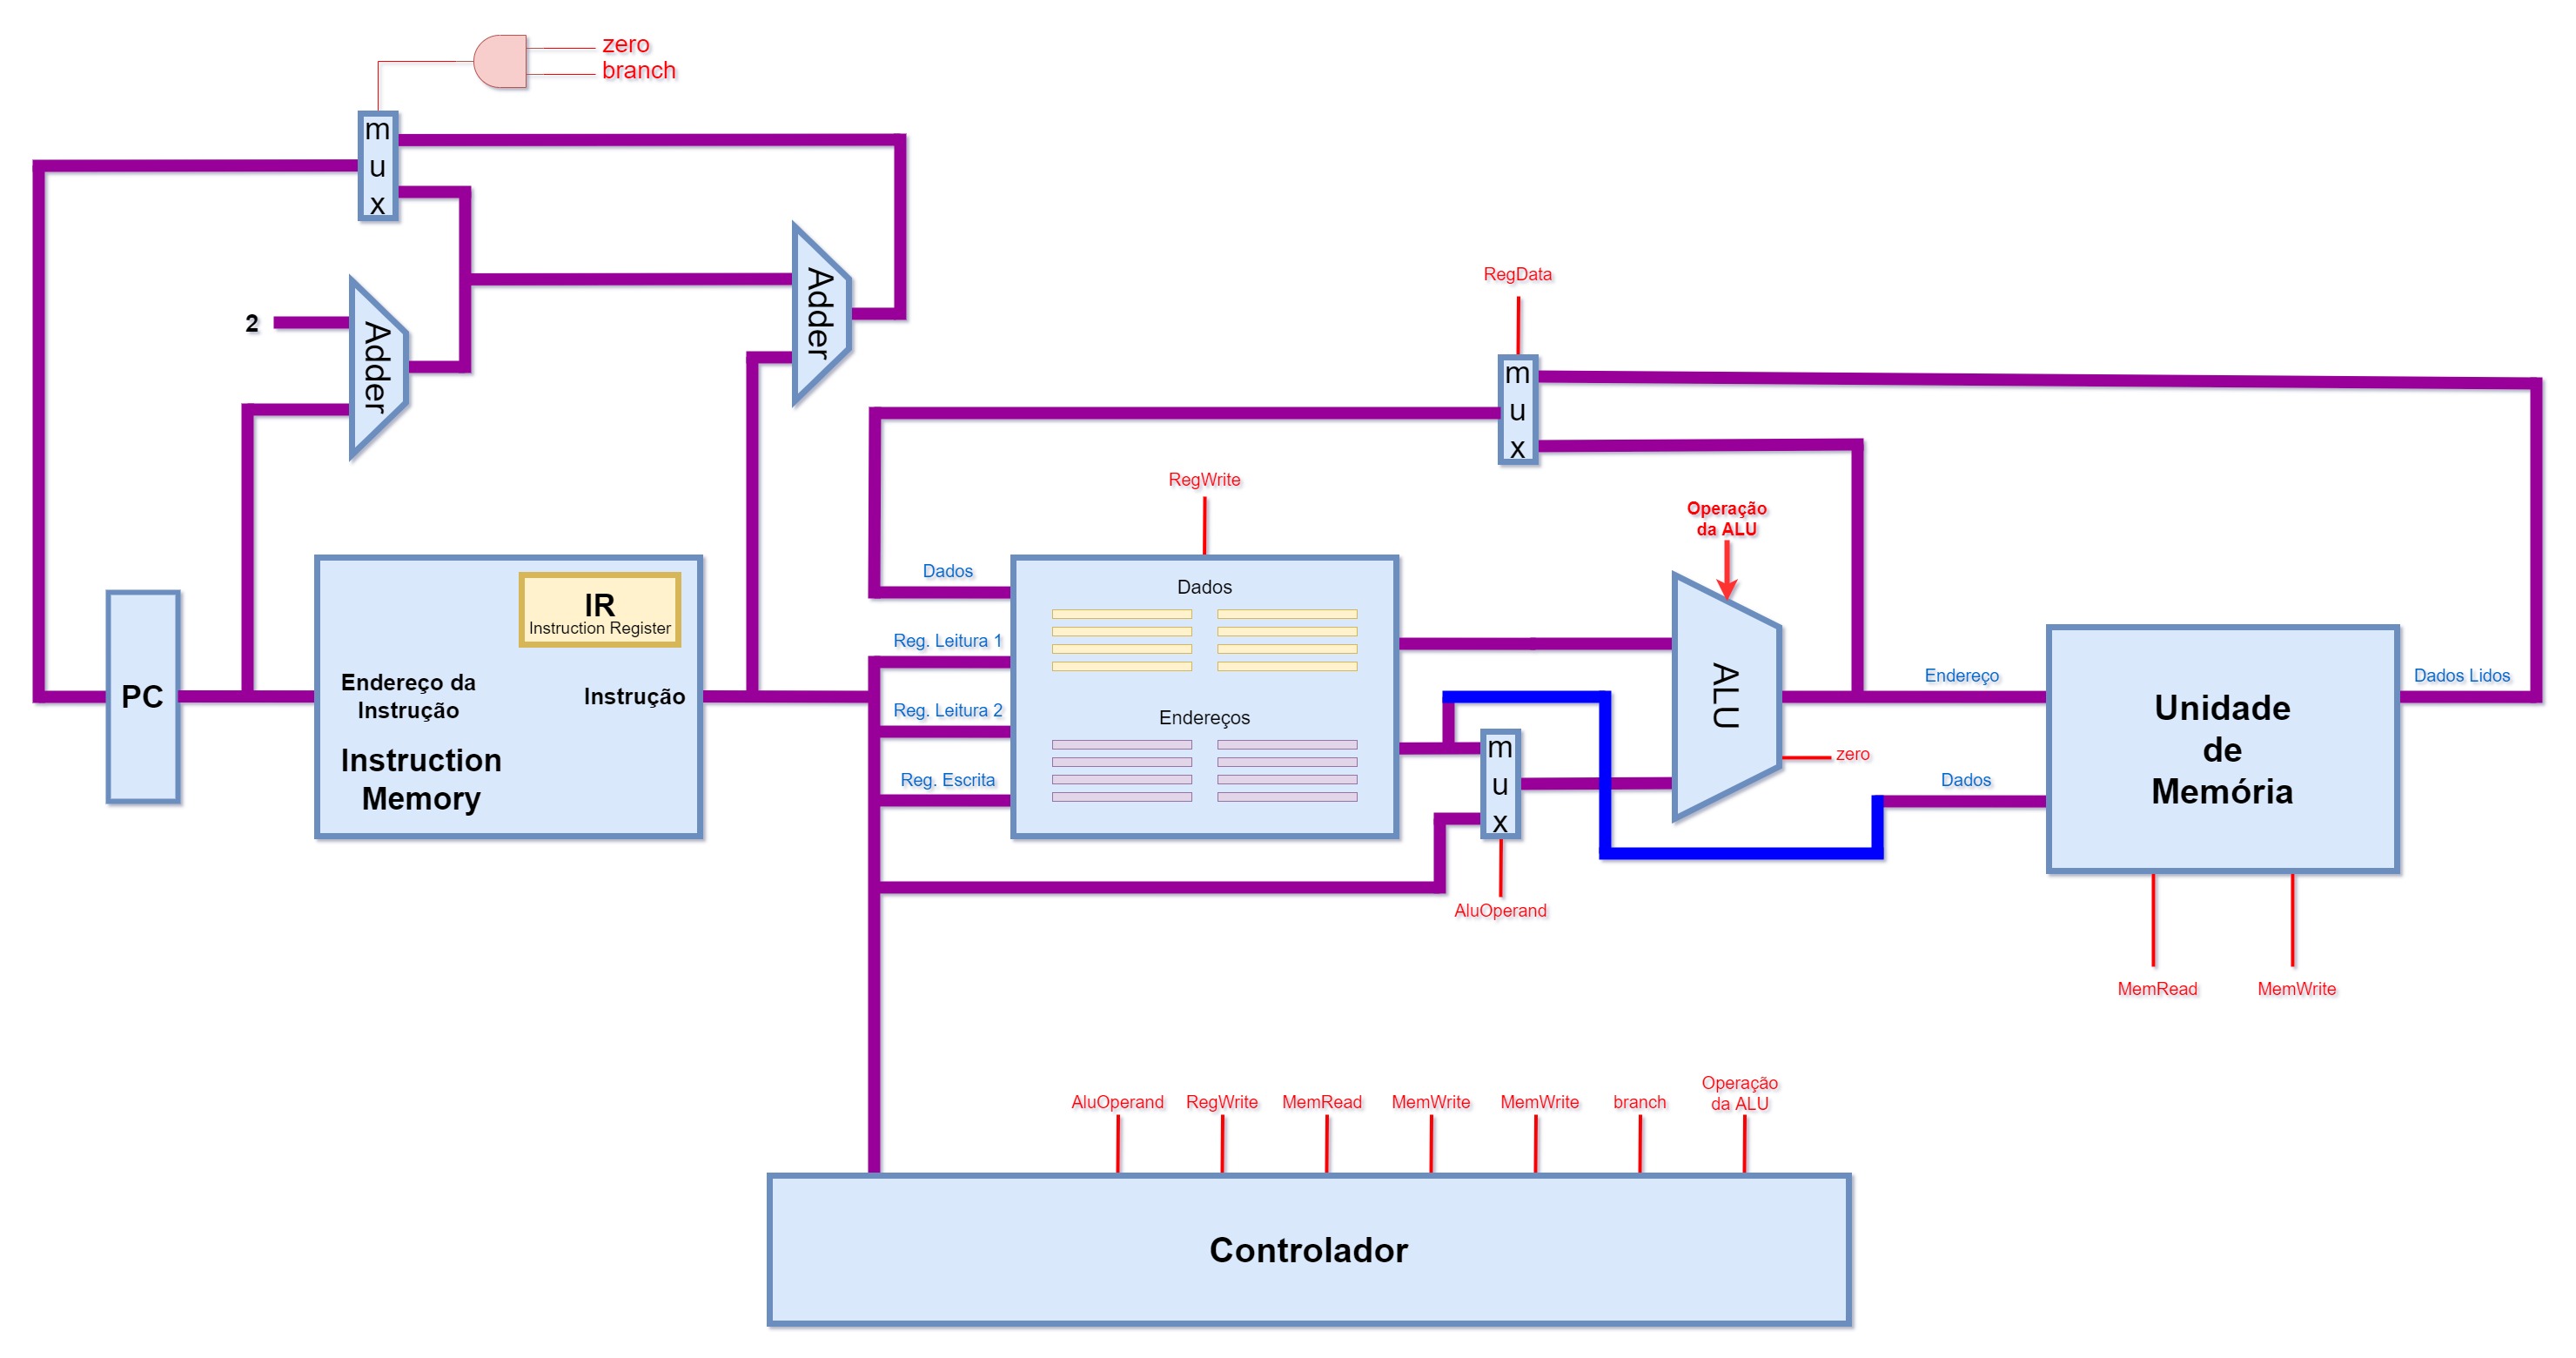 zero
branch
m
u
x
Adder
2
Adder
RegData
m
u
x
RegWrite
Operação
da ALU
Dados
Dados
IR
Instruction Register
Reg. Leitura 1
PC
Endereço da
Instrução
Instrução
Instruction
Memory
Reg. Leitura 2
Endereços
Reg. Escrita
m
u
x
AluOperand
ALU
zero
Endereço
Dados
Unidade
de
Memória
Dados Lidos
MemRead
MemWrite
AluOperand
RegWrite
MemRead
MemWrite
MemWrite
branch
Operação
da ALU
Controlador